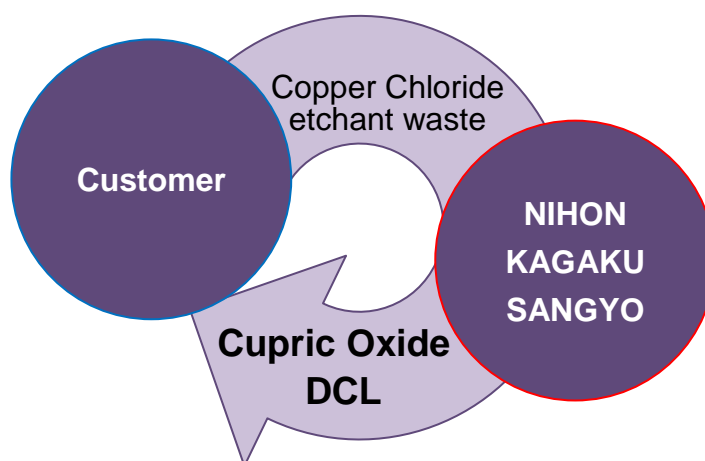 Copper Chloride
etchant waste
Customer
NIHON
KAGAKU
SANGYO
Cupric Oxide
DCL